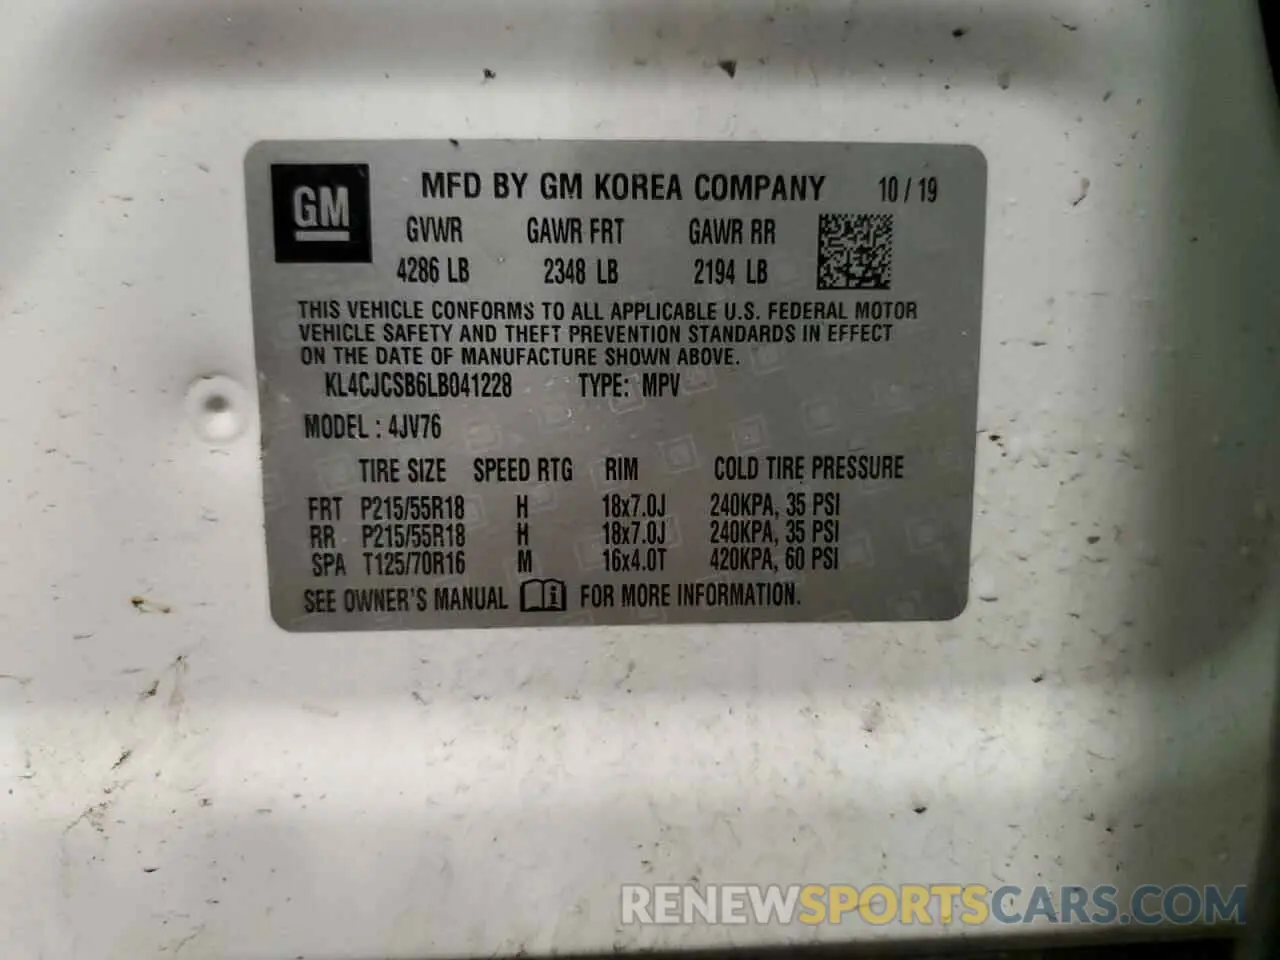 GM
MFD BY GM KOREA COMPANY 10 / 19
GVWR GAWR FRT GAWR RR
4286 LB 2348 LB 2194 LB
THIS VEHICLE CONFORMS TO ALL APPLICABLE U.S. FEDERAL MOTOR
VEHICLE SAFETY AND THEFT PREVENTION STANDARDS IN EFFECT
ON THE DATE OF MANUFACTURE SHOWN ABOVE.
KL4CJCSB6LB041228 TYPE: MPV
MODEL : 4JV76
TIRE SIZE SPEED RTG RIM COLD TIRE PRESSURE
FRT P215/55R18 H 18x7.0J 240KPA, 35 PSI
RR P215/55R18 H 18x7.0J 240KPA, 35 PSI
SPA T125/70R16 M 16x4.0T 420KPA, 60 PSI
SEE OWNER'S MANUAL i FOR MORE INFORMATION.
RENEWSPORTSCARS.COM